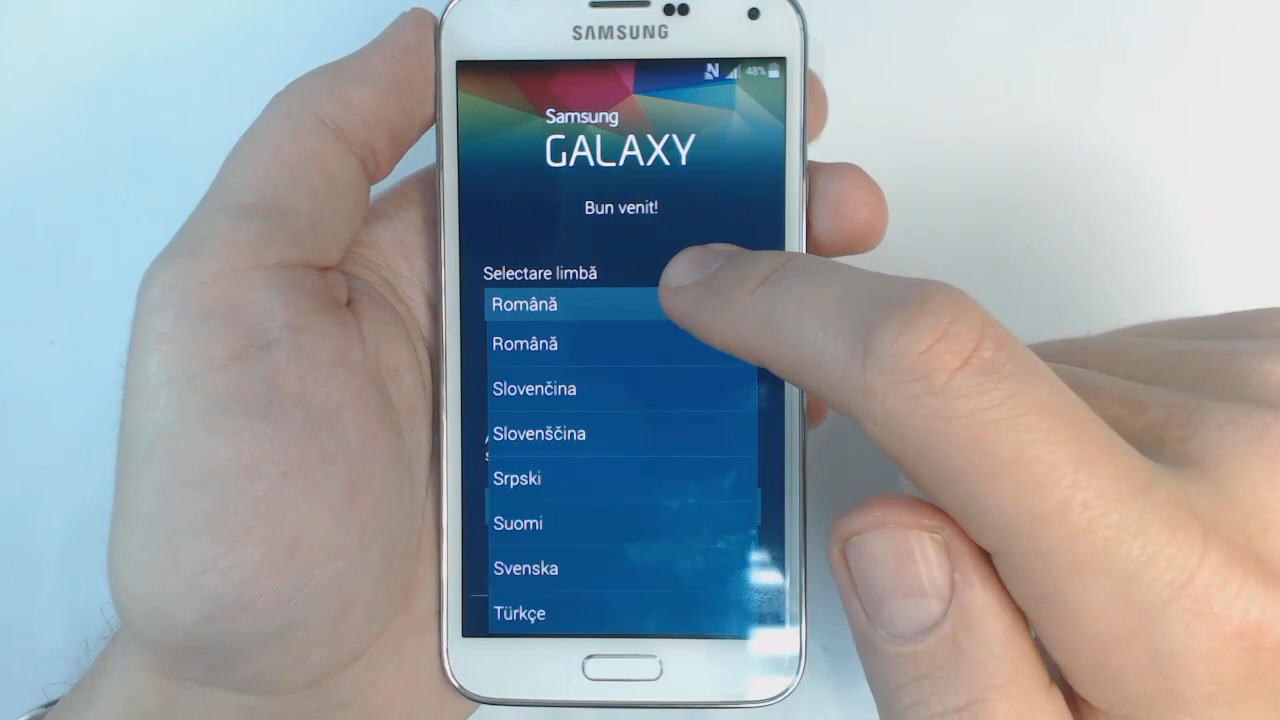 SAMSUNG
N 48%
Samsung
GALAXY
Bun venit!
Selectare limbă
Română
Română
Slovenčina
Slovenščina
Srpski
Suomi
Svenska
Türkçe